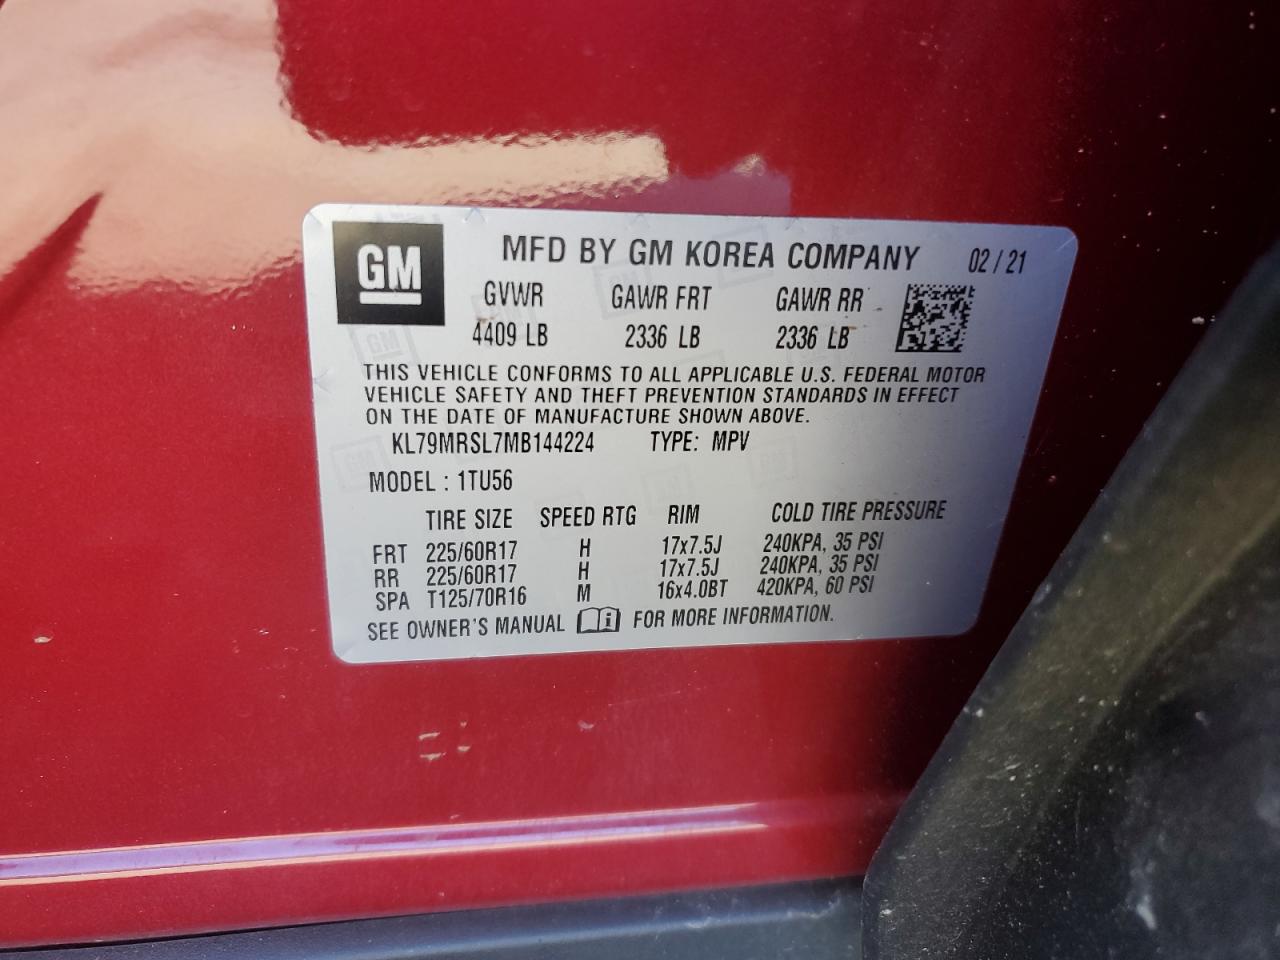 GM MFD BY GM KOREA COMPANY 02/21
GVWR GAWR FRT GAWR RR
4409 LB 2336 LB 2336 LB
THIS VEHICLE CONFORMS TO ALL APPLICABLE U.S. FEDERAL MOTOR
VEHICLE SAFETY AND THEFT PREVENTION STANDARDS IN EFFECT
ON THE DATE OF MANUFACTURE SHOWN ABOVE.
KL79MRSL7MB144224 TYPE: MPV
MODEL : 1TU56
TIRE SIZE SPEED RTG RIM COLD TIRE PRESSURE
FRT 225/60R17 H 17x7.5J 240KPA, 35 PSI
RR 225/60R17 H 17x7.5J 240KPA, 35 PSI
SPA T125/70R16 M 16x4.0BT 420KPA, 60 PSI
SEE OWNER'S MANUAL i FOR MORE INFORMATION.